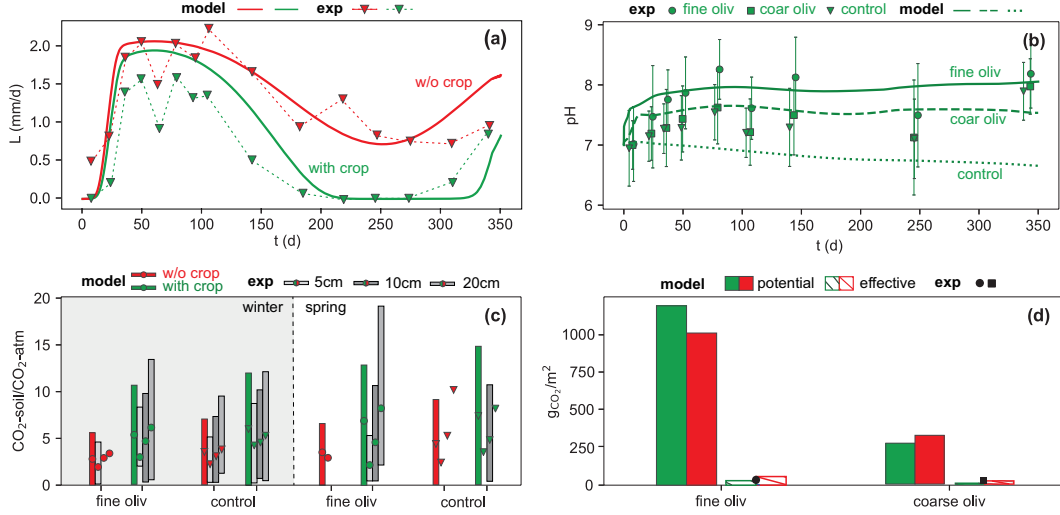 model exp
(a)
L (mm/d)
2.0
1.5
1.0
0.5
0.0
w/o crop
with crop
0 50 100 150 200 250 300 350
t (d)
exp fine oliv coar oliv control model
(b)
pH
9
8
7
6
fine oliv
coar oliv
control
0 50 100 150 200 250 300 350
t (d)
model w/o crop exp 5cm 10cm 20cm
with crop
winter spring
(c)
CO2-soil/CO2-atm
20
15
10
5
0
fine oliv control fine oliv control
model potential effective exp
(d)
gCO2/m²
1000
750
500
250
0
fine oliv coarse oliv